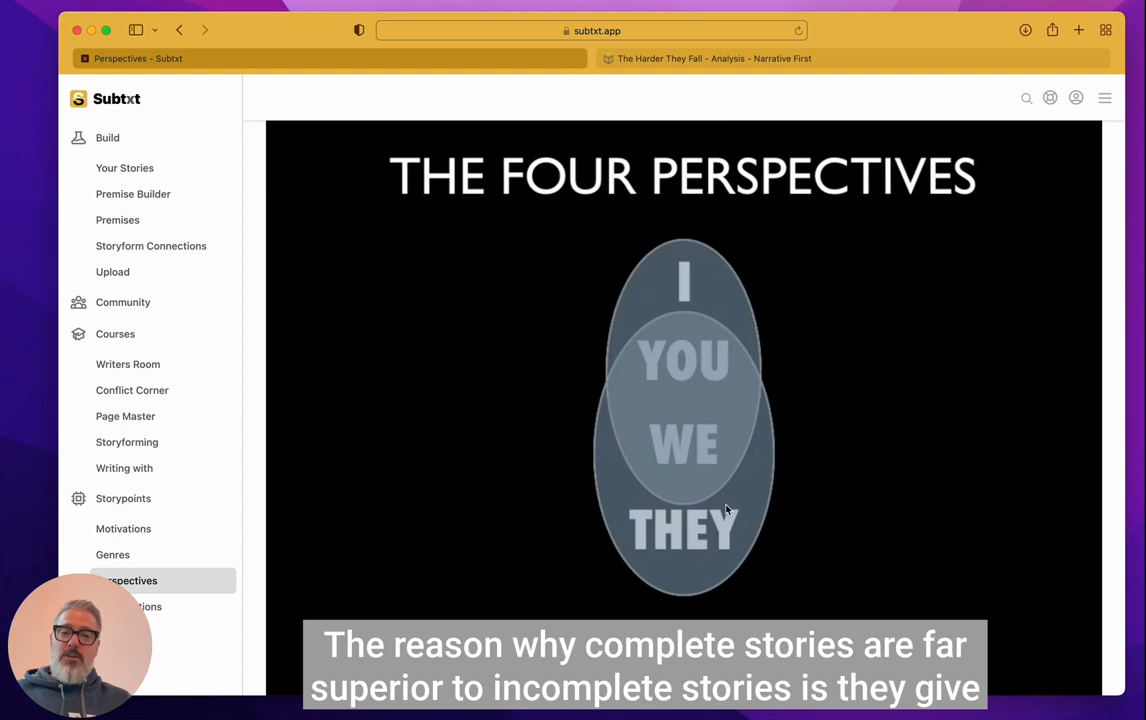 subtxt.app
Perspectives - Subtxt
The Harder They Fall - Analysis - Narrative First
Subtxt
Build
Your Stories
Premise Builder
Premises
Storyform Connections
Upload
Community
Courses
Writers Room
Conflict Corner
Page Master
Storyforming
Writing with
Storypoints
Motivations
Genres
rspectives
tions
THE FOUR PERSPECTIVES
I
YOU
WE
THEY
The reason why complete stories are far
superior to incomplete stories is they give